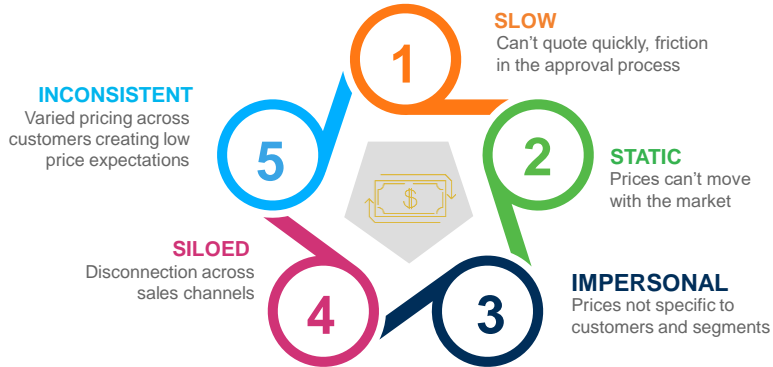 1
SLOW
Can't quote quickly, friction
in the approval process
2
STATIC
Prices can't move
with the market
3
IMPERSONAL
Prices not specific to
customers and segments
4
SILOED
Disconnection across
sales channels
5
INCONSISTENT
Varied pricing across
customers creating low
price expectations
$